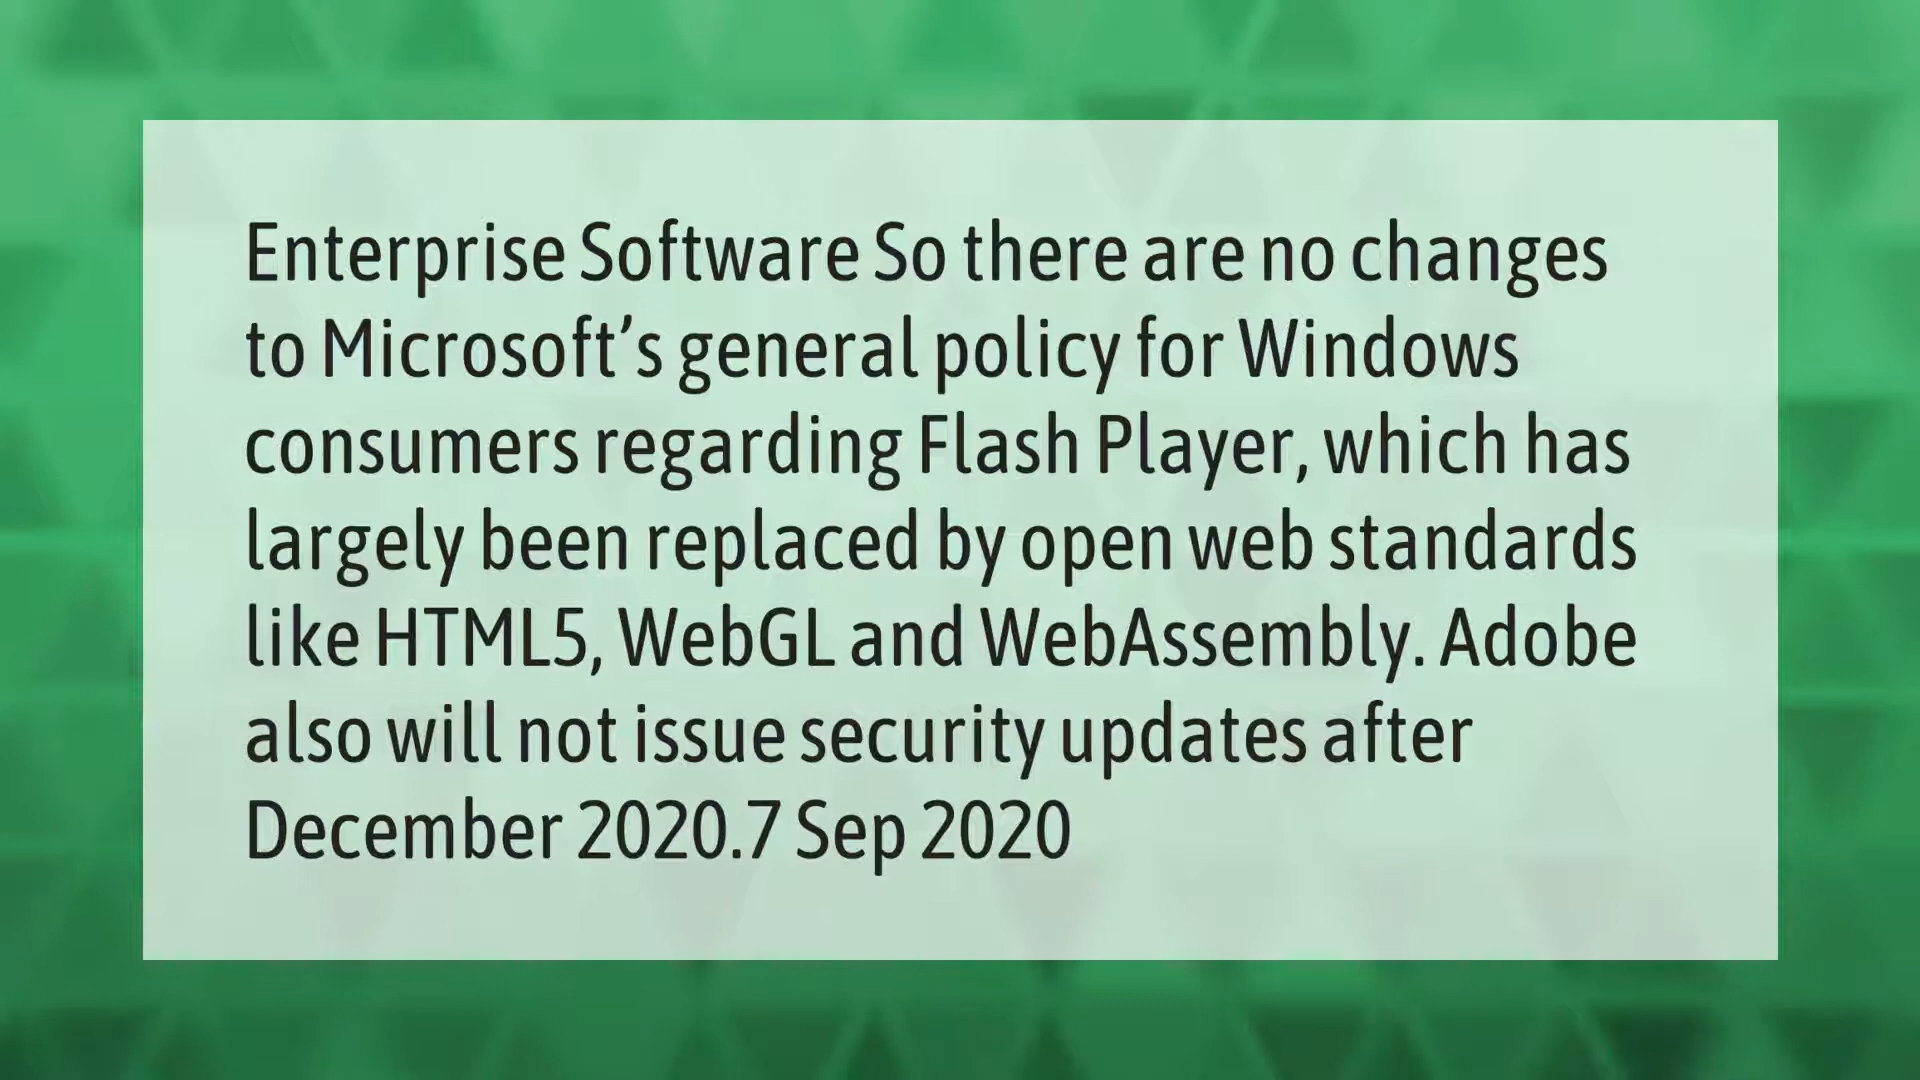 Enterprise Software So there are no changes
to Microsoft’s general policy for Windows
consumers regarding Flash Player, which has
largely been replaced by open web standards
like HTML5, WebGL and WebAssembly. Adobe
also will not issue security updates after
December 2020.7 Sep 2020